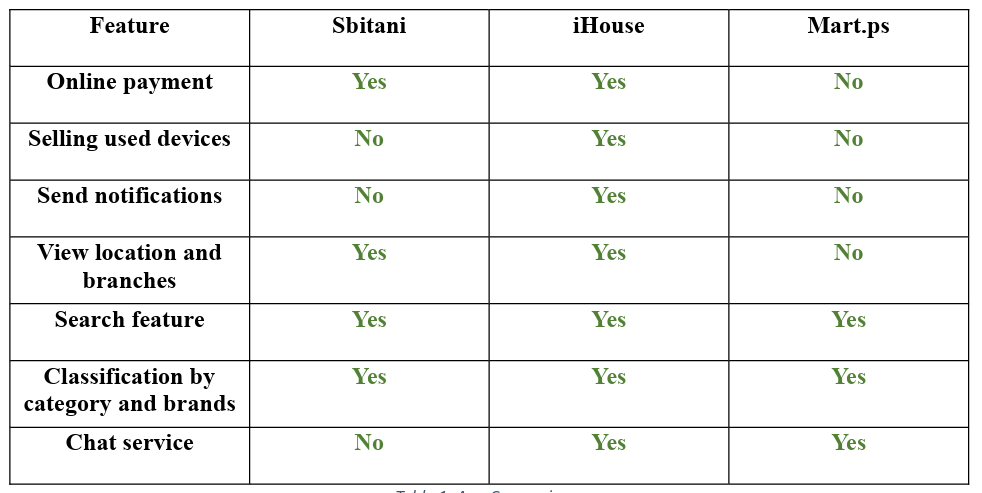 Feature Sbitani iHouse Mart.ps
Online payment Yes Yes No
Selling used devices No Yes No
Send notifications No Yes No
View location and Yes Yes No
branches
Search feature Yes Yes Yes
Classification by Yes Yes Yes
category and brands
Chat service No Yes Yes